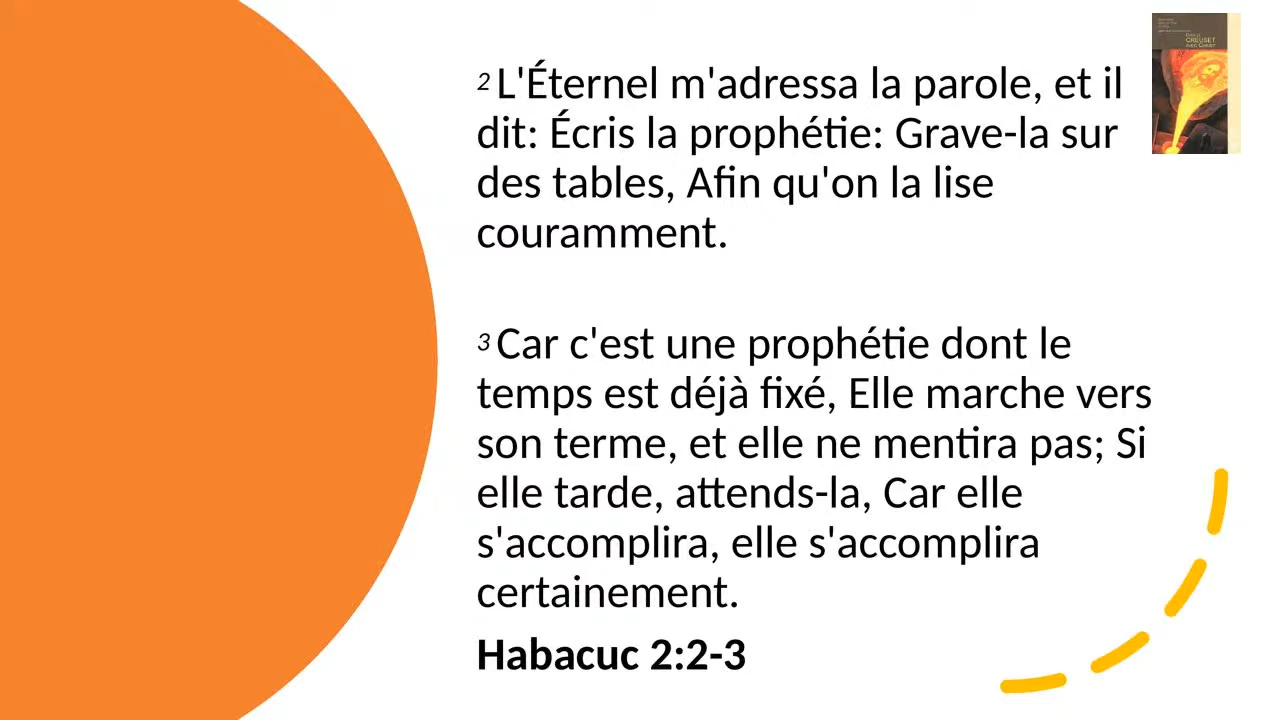 2 L'Éternel m'adressa la parole, et il
dit: Écris la prophétie: Grave-la sur
des tables, Afin qu'on la lise
couramment.
3 Car c'est une prophétie dont le
temps est déjà fixé, Elle marche vers
son terme, et elle ne mentira pas; Si
elle tarde, attends-la, Car elle
s'accomplira, elle s'accomplira
certainement.
Habacuc 2:2-3
CREUSET
AVEC CHRIST